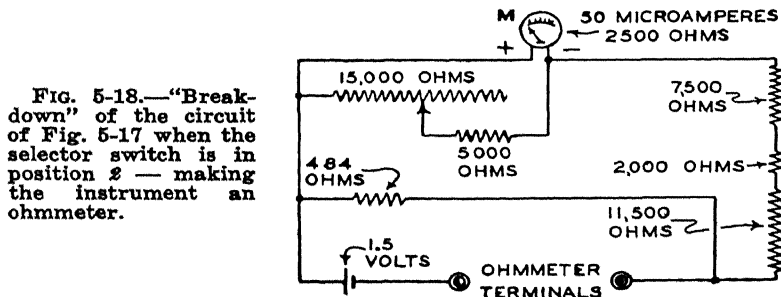 FIG. 5-18.—“Break-
down” of the circuit
of Fig. 5-17 when the
selector switch is in
position 2 — making
the instrument an
ohmmeter.
M
50 MICROAMPERES
2500 OHMS
+
−
15,000 OHMS
7,500
OHMS
5000
OHMS
2,000 OHMS
484
OHMS
11,500
OHMS
1.5
VOLTS
OHMMETER
TERMINALS